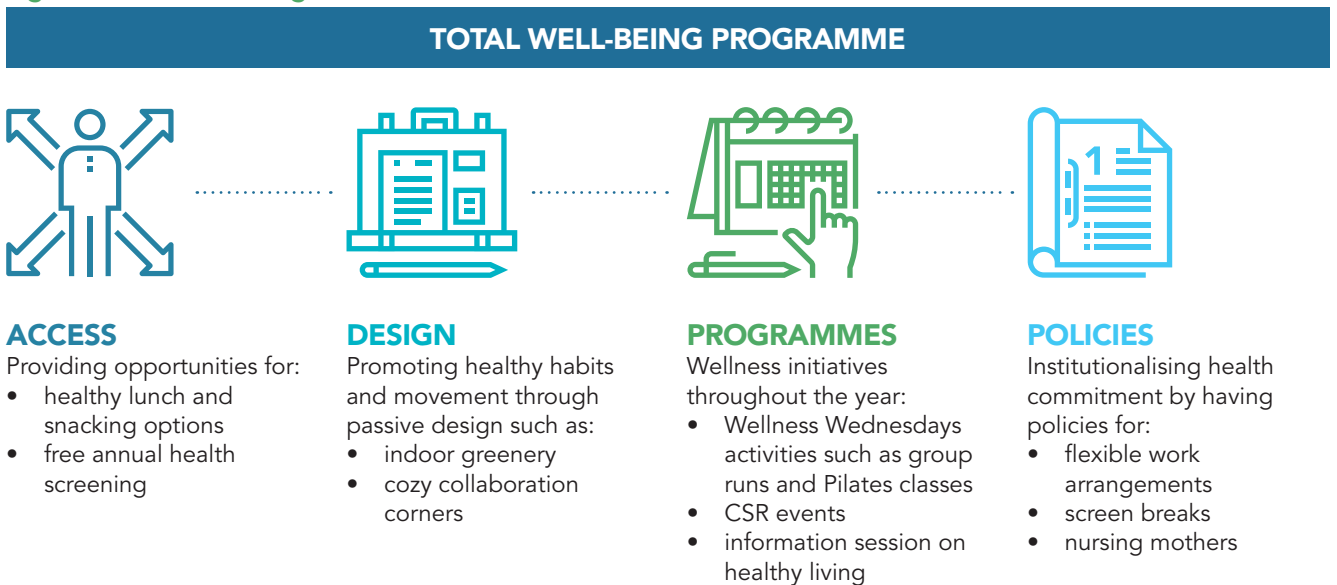 TOTAL WELL-BEING PROGRAMME
1
ACCESS
Providing opportunities for:
• healthy lunch and
snacking options
• free annual health
screening
DESIGN
Promoting healthy habits
and movement through
passive design such as:
• indoor greenery
• cozy collaboration
corners
PROGRAMMES
Wellness initiatives
throughout the year:
• Wellness Wednesdays
activities such as group
runs and Pilates classes
• CSR events
• information session on
healthy living
POLICIES
Institutionalising health
commitment by having
policies for:
• flexible work
arrangements
• screen breaks
• nursing mothers